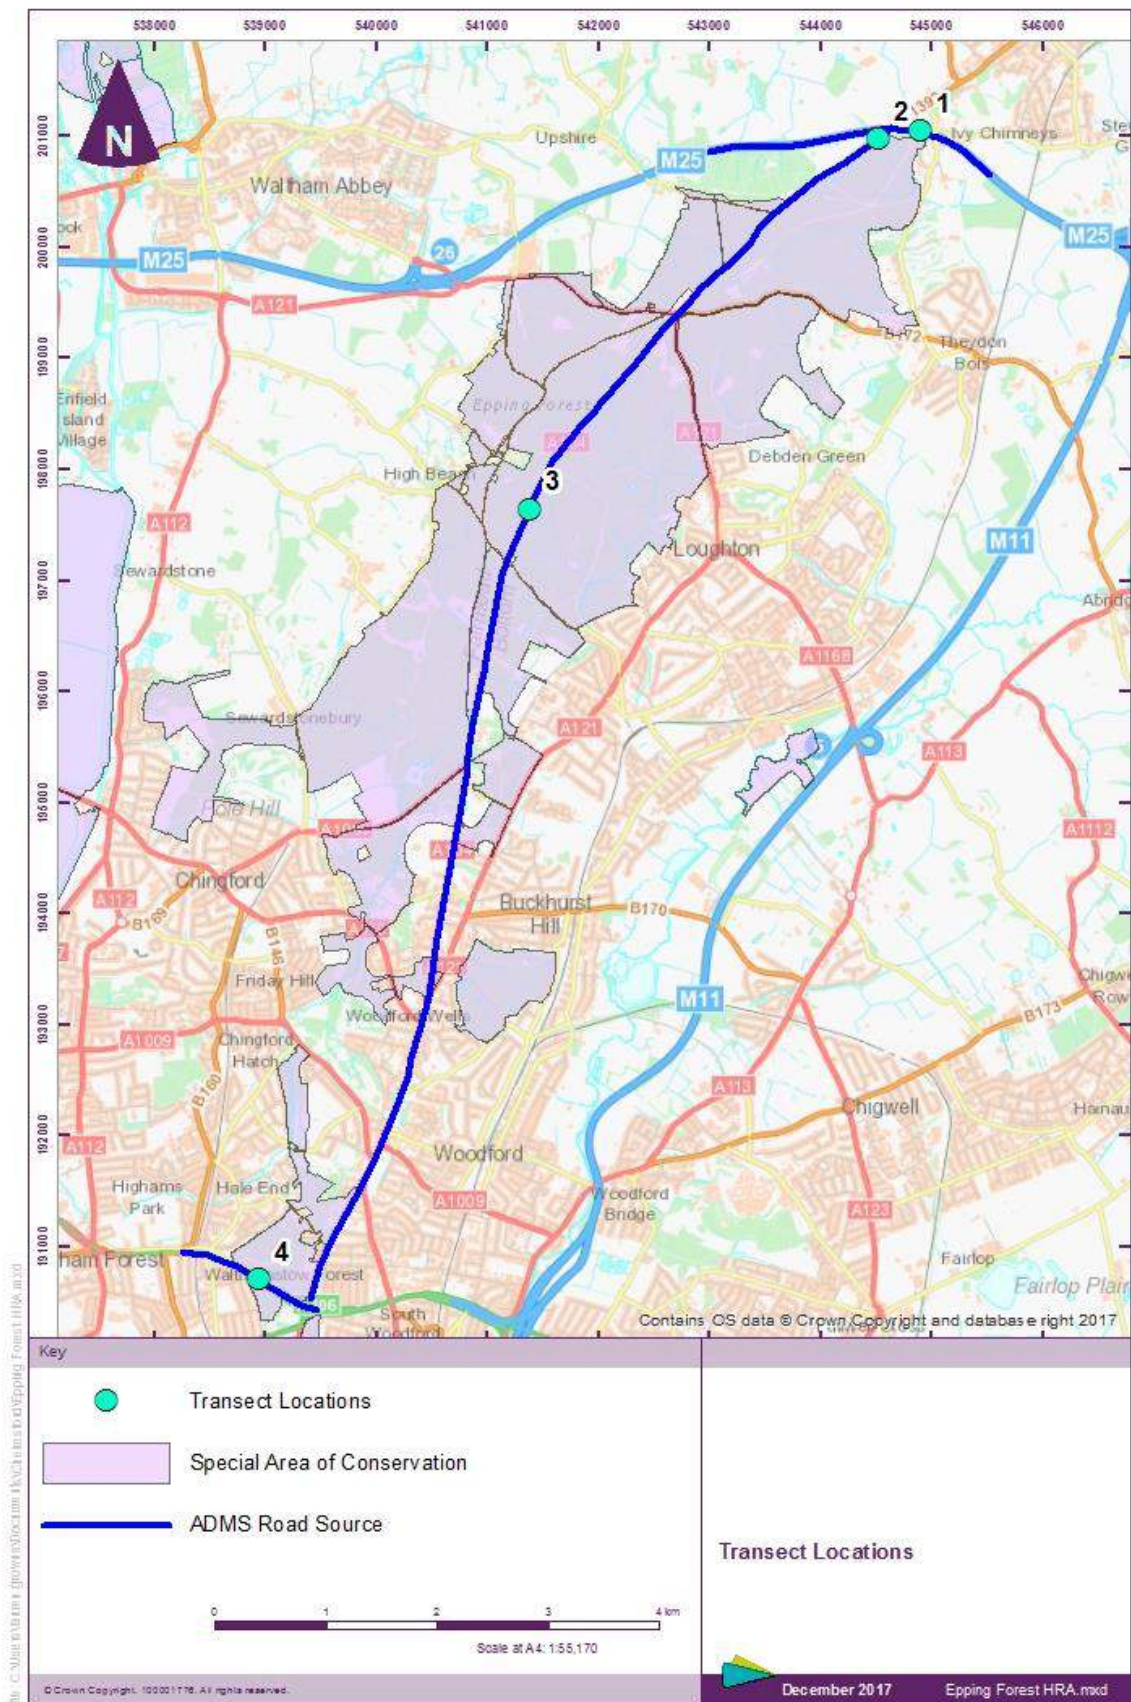 538000 539000 540000 541000 542000 543000 544000 545000 546000
201000
200000
199000
198000
197000
196000
195000
194000
193000
192000
191000
N
2
1
Ivy Chimneys
Upshire
M25
Waltham Abbey
M25
26
M25
A121
B172
Theydon
Bois
Enfield
Island
Village
Epping Forest
A121
High Beach
3
Debden Green
A112
M11
Loughton
Sewardstone
A1168
Sewardstonebury
A121
A113
Pole Hill
A1112
Chingford
A112
B169
Buckhurst
Hill
B170
B146
Friday Hill
M11
Woodford Wells
B173
A1009
Chingford
Hatch
B160
A113
Chigwell
A112
Woodford
Highams
Park
Hale End
A1009
Woodford
Bridge
A123
4
ham Forest
Walthamstow Forest
Fairlop
Fairlop Plain
South
Woodford
Contains OS data © Crown Copyright and database right 2017
Key
Transect Locations
Special Area of Conservation
ADMS Road Source
0 1 2 3 4 km
Scale at A4: 1:55,170
Transect Locations
© Crown Copyright. 100001776. All rights reserved.
December 2017
Epping Forest HRA.mxd